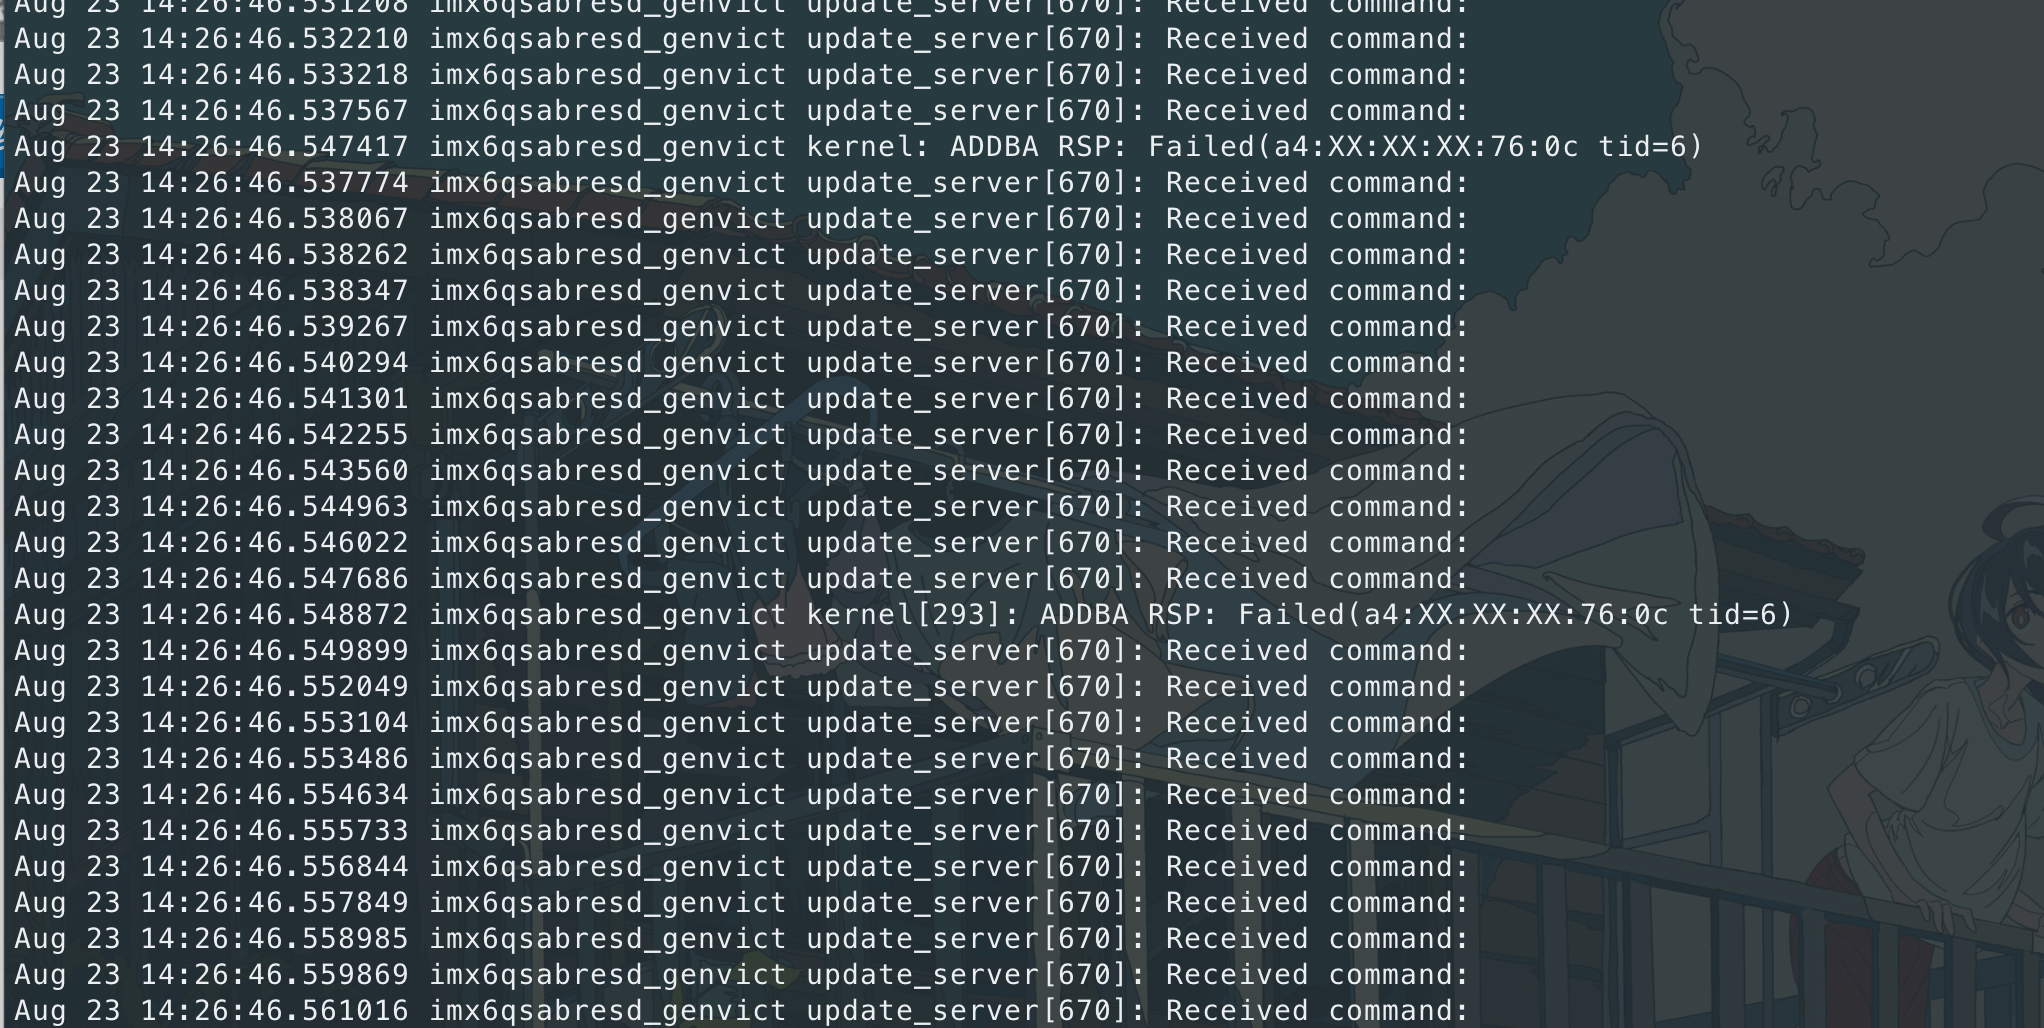 Aug 23 14:26:46.531208 imx6qsabresd_genvict update_server[670]: Received command:
Aug 23 14:26:46.532210 imx6qsabresd_genvict update_server[670]: Received command:
Aug 23 14:26:46.533218 imx6qsabresd_genvict update_server[670]: Received command:
Aug 23 14:26:46.537567 imx6qsabresd_genvict update_server[670]: Received command:
Aug 23 14:26:46.547417 imx6qsabresd_genvict kernel: ADDBA RSP: Failed(a4:XX:XX:XX:76:0c tid=6)
Aug 23 14:26:46.537774 imx6qsabresd_genvict update_server[670]: Received command:
Aug 23 14:26:46.538067 imx6qsabresd_genvict update_server[670]: Received command:
Aug 23 14:26:46.538262 imx6qsabresd_genvict update_server[670]: Received command:
Aug 23 14:26:46.538347 imx6qsabresd_genvict update_server[670]: Received command:
Aug 23 14:26:46.539267 imx6qsabresd_genvict update_server[670]: Received command:
Aug 23 14:26:46.540294 imx6qsabresd_genvict update_server[670]: Received command:
Aug 23 14:26:46.541301 imx6qsabresd_genvict update_server[670]: Received command:
Aug 23 14:26:46.542255 imx6qsabresd_genvict update_server[670]: Received command:
Aug 23 14:26:46.543560 imx6qsabresd_genvict update_server[670]: Received command:
Aug 23 14:26:46.544963 imx6qsabresd_genvict update_server[670]: Received command:
Aug 23 14:26:46.546022 imx6qsabresd_genvict update_server[670]: Received command:
Aug 23 14:26:46.547686 imx6qsabresd_genvict update_server[670]: Received command:
Aug 23 14:26:46.548872 imx6qsabresd_genvict kernel[293]: ADDBA RSP: Failed(a4:XX:XX:XX:76:0c tid=6)
Aug 23 14:26:46.549899 imx6qsabresd_genvict update_server[670]: Received command:
Aug 23 14:26:46.552049 imx6qsabresd_genvict update_server[670]: Received command:
Aug 23 14:26:46.553104 imx6qsabresd_genvict update_server[670]: Received command:
Aug 23 14:26:46.553486 imx6qsabresd_genvict update_server[670]: Received command:
Aug 23 14:26:46.554634 imx6qsabresd_genvict update_server[670]: Received command:
Aug 23 14:26:46.555733 imx6qsabresd_genvict update_server[670]: Received command:
Aug 23 14:26:46.556844 imx6qsabresd_genvict update_server[670]: Received command:
Aug 23 14:26:46.557849 imx6qsabresd_genvict update_server[670]: Received command:
Aug 23 14:26:46.558985 imx6qsabresd_genvict update_server[670]: Received command:
Aug 23 14:26:46.559869 imx6qsabresd_genvict update_server[670]: Received command:
Aug 23 14:26:46.561016 imx6qsabresd_genvict update_server[670]: Received command: